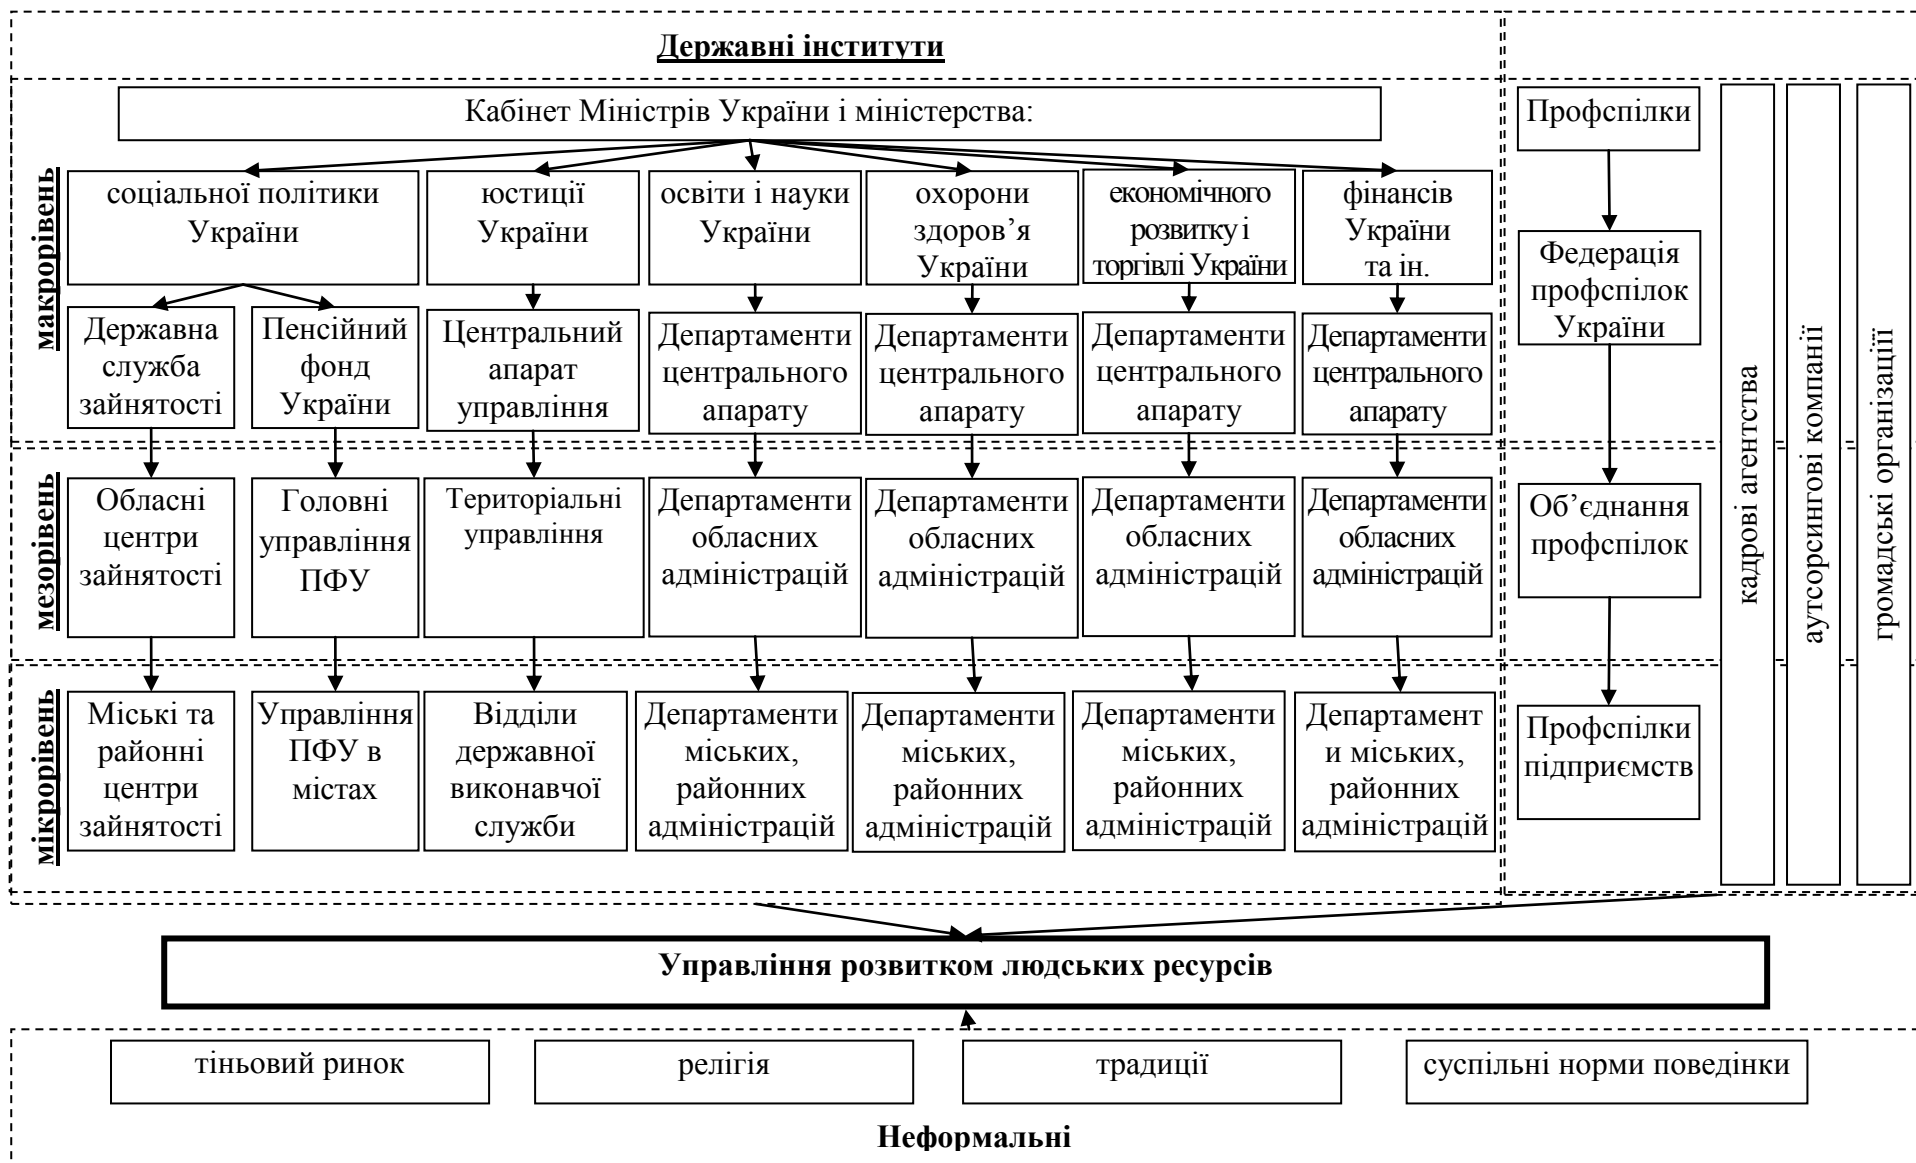 Державні інститути
Кабінет Міністрів України і міністерства:
макрорівень
соціальної політики
України
юстиції
України
освіти і науки
України
охорони
здоров’я
України
економічного
розвитку і
торгівлі України
фінансів
України
та ін.
Державна
служба
зайнятості
Пенсійний
фонд
України
Центральний
апарат
управління
Департаменти
центрального
апарату
Департаменти
центрального
апарату
Департаменти
центрального
апарату
Департаменти
центрального
апарату
мезорівень
Обласні
центри
зайнятості
Головні
управління
ПФУ
Територіальні
управління
Департаменти
обласних
адміністрацій
Департаменти
обласних
адміністрацій
Департаменти
обласних
адміністрацій
Департаменти
обласних
адміністрацій
мікрорівень
Міські та
районні
центри
зайнятості
Управління
ПФУ в
містах
Відділи
державної
виконавчої
служби
Департаменти
міських,
районних
адміністрацій
Департаменти
міських,
районних
адміністрацій
Департаменти
міських,
районних
адміністрацій
Департамент
и міських,
районних
адміністрацій
Профспілки
Федерація
профспілок
України
Об’єднання
профспілок
Профспілки
підприємств
кадрові агентства
аутсорсингові компанії
громадські організації
Управління розвитком людських ресурсів
тіньовий ринок
релігія
традиції
суспільні норми поведінки
Неформальні